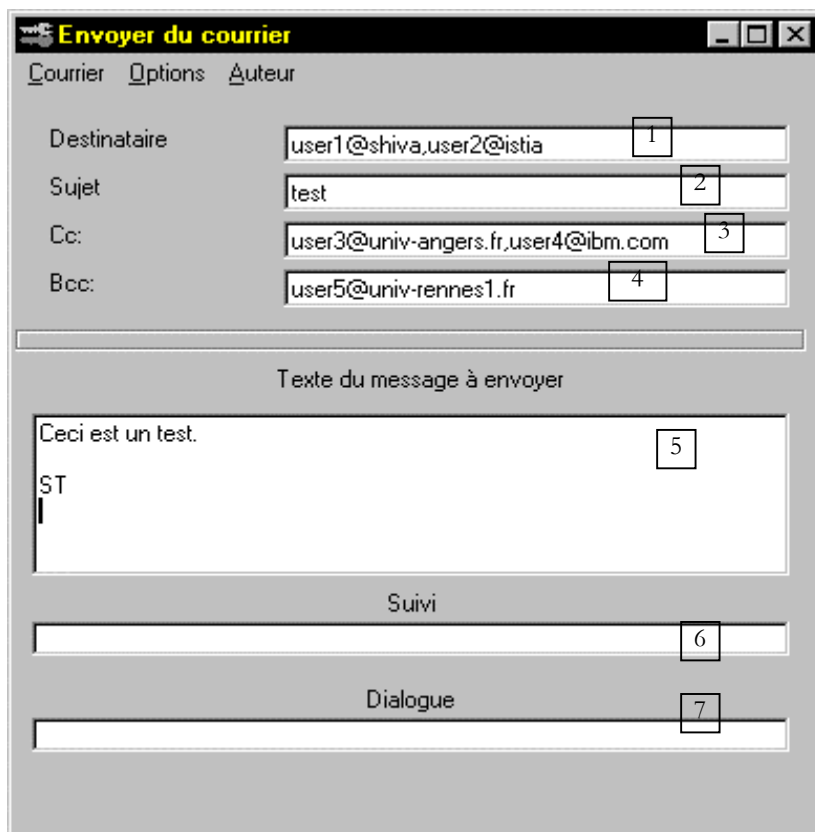 Envoyer du courrier
Courrier Options Auteur
Destinataire user1@shiva,user2@istia 1
Sujet test 2
Cc: user3@univ-angers.fr,user4@ibm.com 3
Bcc: user5@univ-rennes1.fr 4
Texte du message à envoyer
Ceci est un test. 5
ST
Suivi
6
Dialogue
7